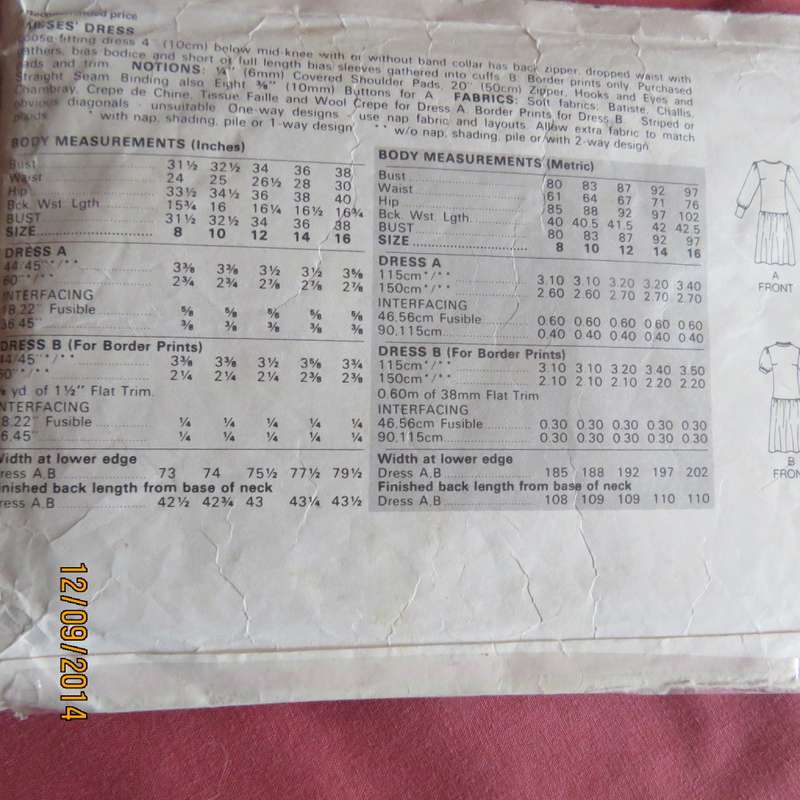 price
MISSES' DRESS
Loose fitting dress 4" (10cm) below mid-knee with or without band collar has back zipper, dropped waist with
gathers, bias bodice and short or full length bias sleeves gathered into cuffs. B: Border prints only. Purchased
pads and trim. NOTIONS: ¼" (6mm) Covered Shoulder Pads, 20" (50cm) Zipper, Hooks and Eyes and
Straight Seam Binding also Eight ⅜" (10mm) Buttons for A. FABRICS: Soft fabrics, Batiste, Challis,
Chambray, Crepe de Chine, Tissue Faille and Wool Crepe for Dress A. Border Prints for Dress B. Striped or
obvious diagonals - unsuitable. One-way designs - use nap fabric and layouts. Allow extra fabric to match
* with nap, shading, pile or 1-way design ** w/o nap, shading, pile or with 2-way design
BODY MEASUREMENTS (Inches)
Bust 31½ 32½ 34 36 38
Waist 24 25 26½ 28 30
Hip 33½ 34½ 36 38 40
Bck Wst Lgth 15¾ 16 16¼ 16½ 16¾
BUST 31½ 32½ 34 36 38
SIZE 8 10 12 14 16
DRESS A
44/45"*/** 3⅜ 3⅜ 3½ 3½ 3⅝
60"*/** 2¾ 2¾ 2⅞ 2⅞ 2⅞
INTERFACING
18,22" Fusible ⅝ ⅝ ⅝ ⅝ ⅝
36,45" ⅜ ⅜ ⅜ ⅜ ⅜
DRESS B (For Border Prints)
44/45"*/** 3⅜ 3⅜ 3½ 3⅝ 3¾
60"*/** 2¼ 2¼ 2¼ 2⅜ 2⅜
yd of 1½" Flat Trim
INTERFACING
18,22" Fusible ¼ ¼ ¼ ¼ ¼
36,45" ¼ ¼ ¼ ¼ ¼
Width at lower edge
Dress A,B 73 74 75½ 77½ 79½
Finished back length from base of neck
Dress A,B 42½ 42¾ 43 43¼ 43½
BODY MEASUREMENTS (Metric)
Bust 80 83 87 92 97
Waist 61 64 67 71 76
Hip 85 88 92 97 102
Bck Wst Lgth 40 40.5 41.5 42 42.5
BUST 80 83 87 92 97
SIZE 8 10 12 14 16
DRESS A
115cm*/** 3.10 3.10 3.20 3.20 3.40
150cm*/** 2.60 2.60 2.70 2.70 2.70
INTERFACING
46,56cm Fusible 0.60 0.60 0.60 0.60 0.60
90,115cm 0.40 0.40 0.40 0.40 0.40
DRESS B (For Border Prints)
115cm*/** 3.10 3.10 3.20 3.40 3.50
150cm*/** 2.10 2.10 2.10 2.20 2.20
0.60m of 38mm Flat Trim
INTERFACING
46,56cm Fusible 0.30 0.30 0.30 0.30 0.30
90,115cm 0.30 0.30 0.30 0.30 0.30
Width at lower edge
Dress A,B 185 188 192 197 202
Finished back length from base of neck
Dress A,B 108 109 109 110 110
A
FRONT
B
FRONT
12/09/2014